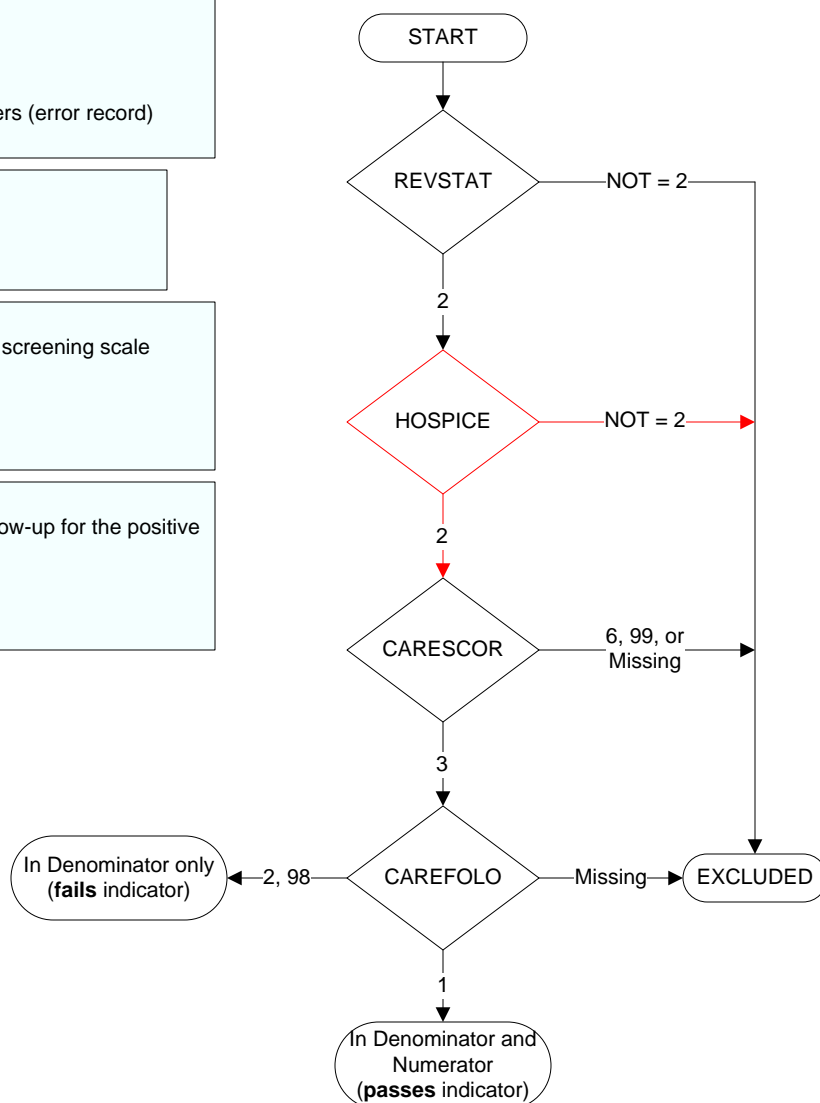 ers (error record)
screening scale
ow-up for the positive
START
REVSTAT
NOT = 2
2
HOSPICE
NOT = 2
2
CARESCOR
6, 99, or
Missing
3
In Denominator only
(fails indicator)
2, 98
CAREFOLO
Missing
EXCLUDED
1
In Denominator and
Numerator
(passes indicator)